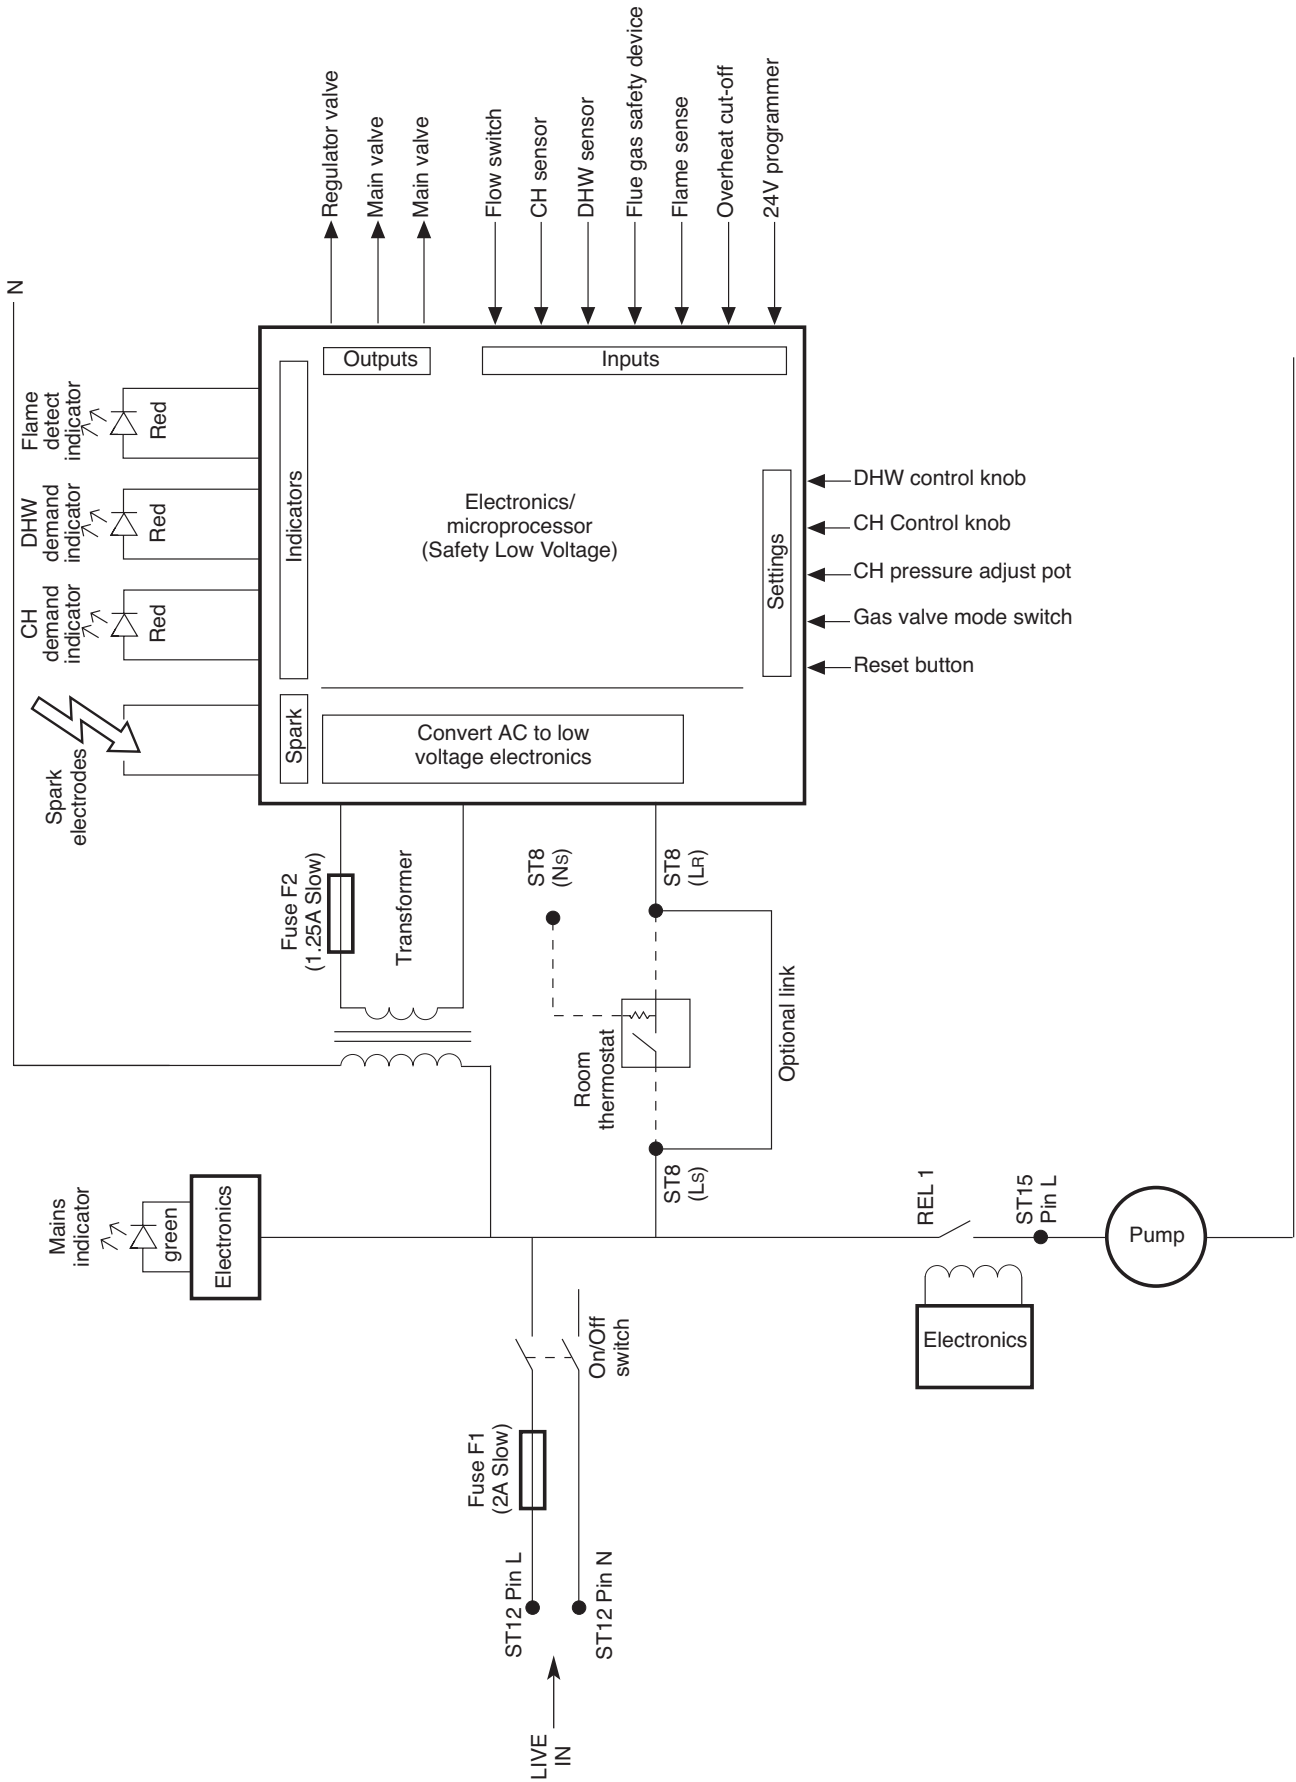 N
Regulator valve
Main valve
Main valve
Flow switch
CH sensor
DHW sensor
Flue gas safety device
Flame sense
Overheat cut-off
24V programmer
Flame
detect
indicator
Red
DHW
demand
indicator
Red
CH
demand
indicator
Red
Spark
electrodes
Outputs
Inputs
Indicators
Spark
Electronics/
microprocessor
(Safety Low Voltage)
Settings
Convert AC to low
voltage electronics
DHW control knob
CH Control knob
CH pressure adjust pot
Gas valve mode switch
Reset button
Fuse F2
(1.25A Slow)
Transformer
ST8
(NS)
ST8
(LR)
Room
thermostat
Optional link
ST8
(LS)
Mains
indicator
green
Electronics
REL 1
ST15
Pin L
Pump
Electronics
On/Off
switch
Fuse F1
(2A Slow)
ST12 Pin L
ST12 Pin N
LIVE
IN